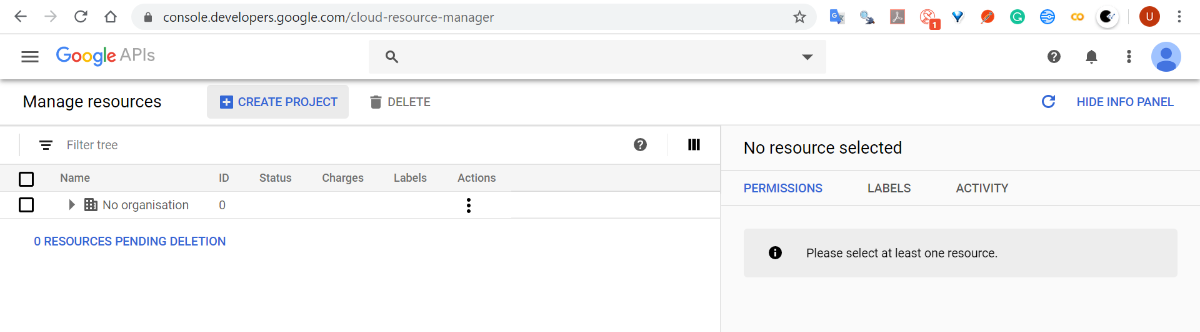 console.developers.google.com/cloud-resource-manager
1
U
Google APIs
Manage resources
CREATE PROJECT
DELETE
HIDE INFO PANEL
Filter tree
Name ID Status Charges Labels Actions
No organisation 0
0 RESOURCES PENDING DELETION
No resource selected
PERMISSIONS LABELS ACTIVITY
Please select at least one resource.